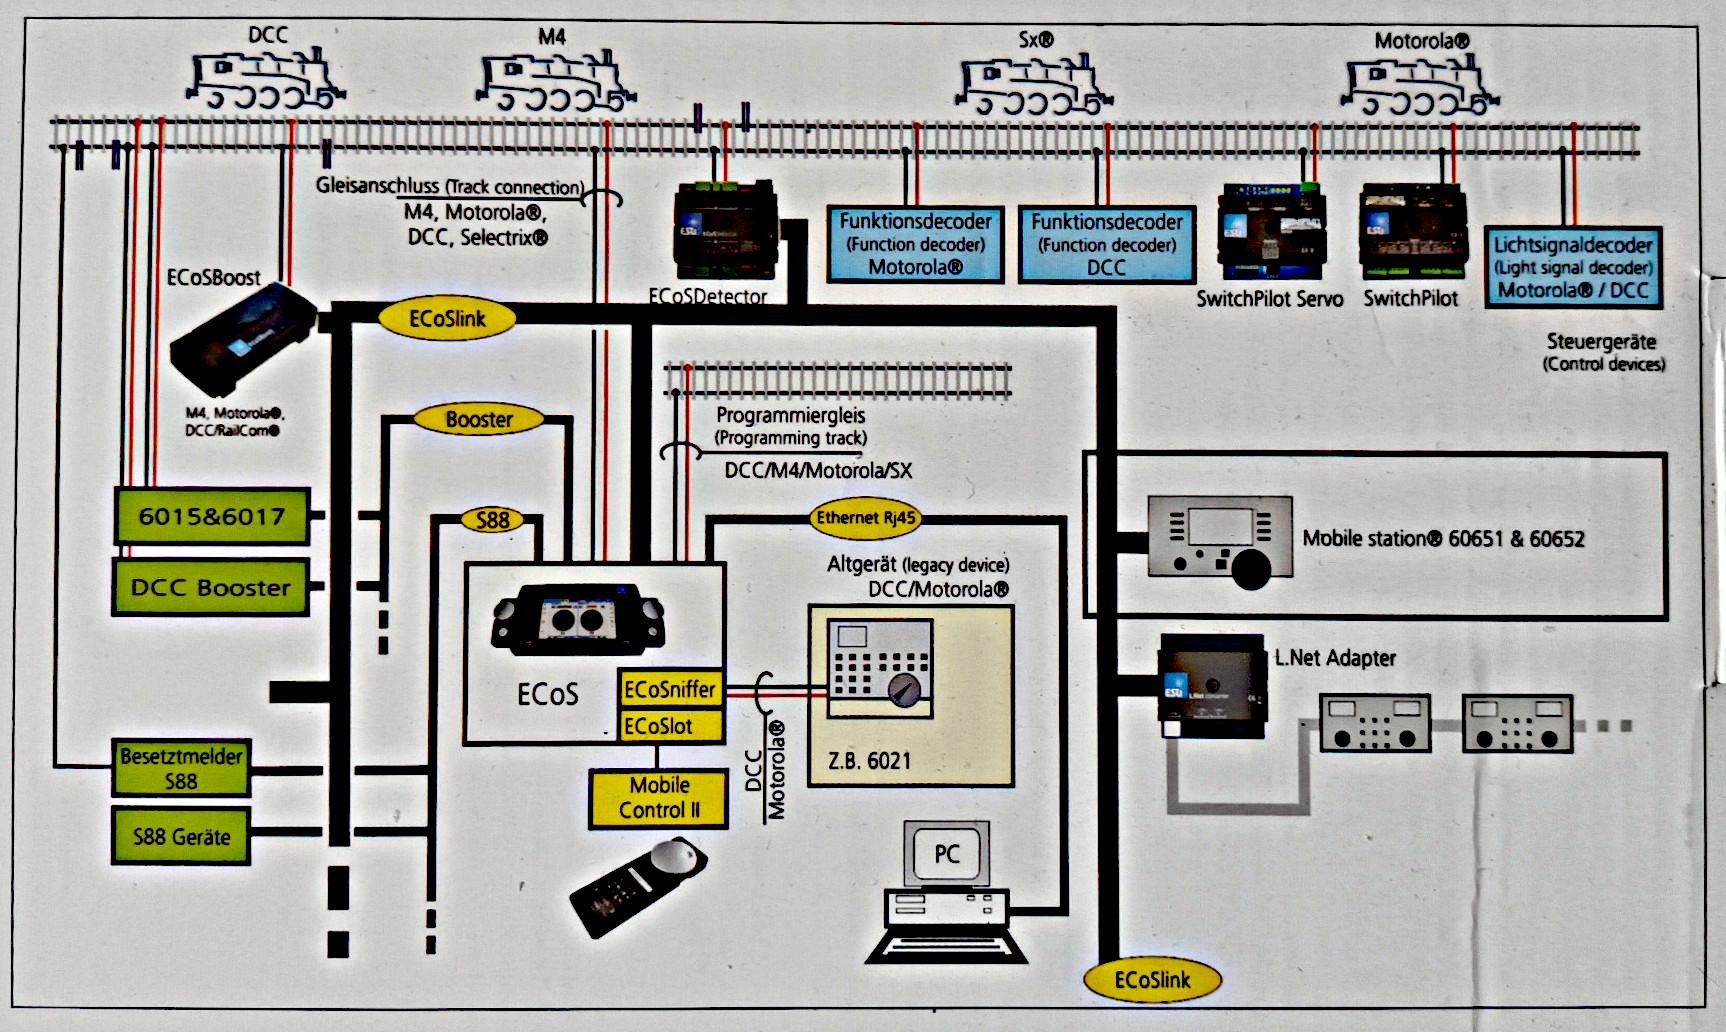 DCC
M4
Sx®
Motorola®
Gleisanschluss (Track connection)
M4, Motorola®,
DCC, Selectrix®
ECoSBoost
M4, Motorola®,
DCC/RailCom®
ECoSDetector
Funktionsdecoder
(Function decoder)
Motorola®
Funktionsdecoder
(Function decoder)
DCC
SwitchPilot Servo
SwitchPilot
Lichtsignaldecoder
(Light signal decoder)
Motorola® / DCC
Steuergeräte
(Control devices)
ECoSlink
Booster
S88
Programmiergleis
(Programming track)
DCC/M4/Motorola/SX
Ethernet Rj45
6015&6017
DCC Booster
Altgerät (legacy device)
DCC/Motorola®
Z.B. 6021
ECoS
ECoSniffer
ECoSlot
DCC
Motorola®
Mobile
Control II
Mobile station® 60651 & 60652
ESU
L.Net Adapter
Besetztmelder
S88
S88 Geräte
PC
ECoSlink